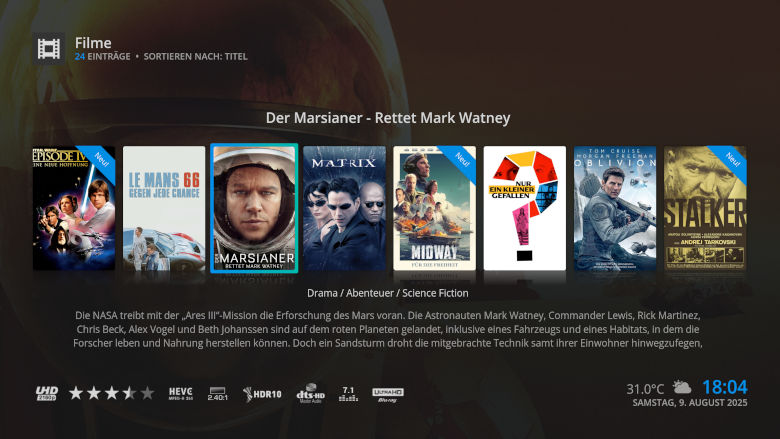 Filme
24 EINTRÄGE • SORTIEREN NACH: TITEL
Der Marsianer - Rettet Mark Watney
EPISODE IV
EINE NEUE HOFFNUNG
Neu!
LE MANS 66
GEGEN JEDE CHANCE
DER MARSIANER
RETTET MARK WATNEY
MATRIX
Neu!
MIDWAY
FÜR DIE FREIHEIT
NUR
EIN KLEINER
GEFALLEN
TOM CRUISE
MORGAN FREEMAN
OBLIVION
Neu!
STALKER
ANDREJ TARKOVSKI
Drama / Abenteuer / Science Fiction
Die NASA treibt mit der „Ares III“-Mission die Erforschung des Mars voran. Die Astronauten Mark Watney, Commander Lewis, Rick Martinez,
Chris Beck, Alex Vogel und Beth Johanssen sind auf dem roten Planeten gelandet, inklusive eines Fahrzeugs und eines Habitats, in dem die
Forscher leben und Nahrung herstellen können. Doch ein Sandsturm droht die mitgebrachte Technik samt ihrer Einwohner hinwegzufegen,
UHD
2160p
HEVC
MPEG-H 265
2.40:1
HDR10
dts-HD
Master Audio
7.1
ULTRA HD
Blu-ray
31.0°C
18:04
SAMSTAG, 9. AUGUST 2025